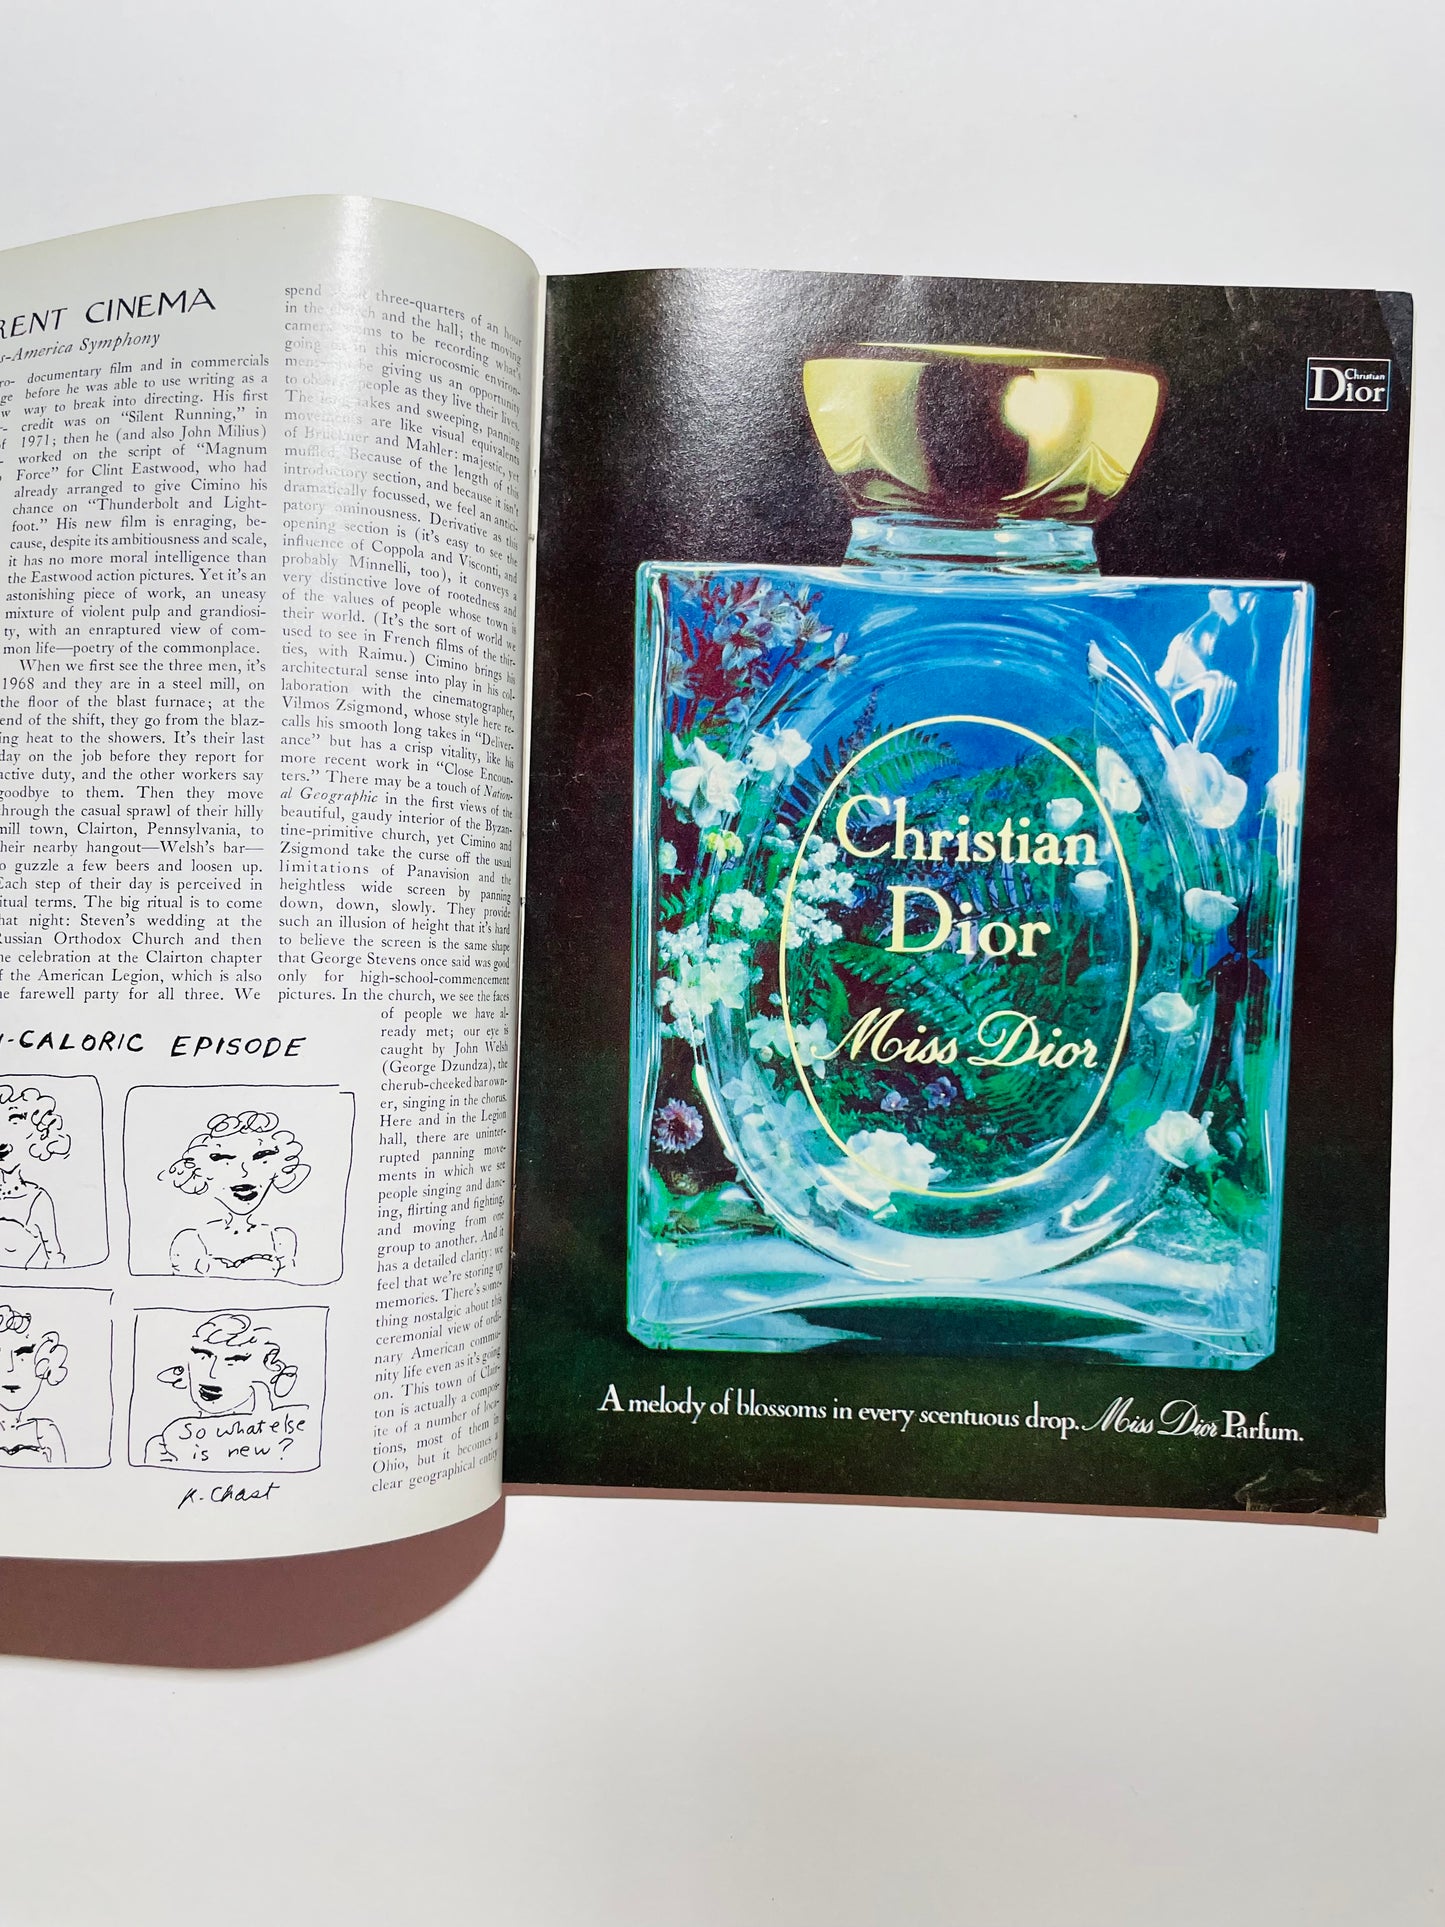 RENT CINEMA
s-America Symphony
ro- documentary film and in commercials
ge before he was able to use writing as a
w way to break into directing. His first
- credit was on "Silent Running," in
f 1971; then he (and also John Milius)
worked on the script of "Magnum
Force" for Clint Eastwood, who had
already arranged to give Cimino his
chance on "Thunderbolt and Light-
foot." His new film is enraging, be-
cause, despite its ambitiousness and scale,
it has no more moral intelligence than
the Eastwood action pictures. Yet it's an
astonishing piece of work, an uneasy
mixture of violent pulp and grandiosi-
ty, with an enraptured view of com-
mon life—poetry of the commonplace.
When we first see the three men, it's
1968 and they are in a steel mill, on
the floor of the blast furnace; at the
end of the shift, they go from the blaz-
ing heat to the showers. It's their last
day on the job before they report for
active duty, and the other workers say
goodbye to them. Then they move
through the casual sprawl of their hilly
mill town, Clairton, Pennsylvania, to
their nearby hangout—Welsh's bar—
o guzzle a few beers and loosen up.
Each step of their day is perceived in
itual terms. The big ritual is to come
hat night: Steven's wedding at the
Russian Orthodox Church and then
he celebration at the Clairton chapter
f the American Legion, which is also
he farewell party for all three. We
spend three-quarters of an hour
in the and the hall; the moving
camera to be recording what's
going on in this microcosmic environ-
ment giving us an opportunity
to observe people as they live their lives.
The takes and sweeping, panning
movements are like visual equivalents
of Bruckner and Mahler: majestic, yet
muffled. Because of the length of this
introductory section, and because it isn't
dramatically focussed, we feel an antici-
patory ominousness. Derivative as this
opening section is (it's easy to see the
influence of Coppola and Visconti, and
probably Minnelli, too), it conveys a
very distinctive love of rootedness and
of the values of people whose town is
their world. (It's the sort of world we
used to see in French films of the thir-
ties, with Raimu.) Cimino brings his
architectural sense into play in his col-
laboration with the cinematographer,
Vilmos Zsigmond, whose style here re-
calls his smooth long takes in "Deliver-
ance" but has a crisp vitality, like his
more recent work in "Close Encoun-
ters." There may be a touch of Nation-
al Geographic in the first views of the
beautiful, gaudy interior of the Byzan-
tine-primitive church, yet Cimino and
Zsigmond take the curse off the usual
limitations of Panavision and the
heightless wide screen by panning
down, down, slowly. They provide
such an illusion of height that it's hard
to believe the screen is the same shape
that George Stevens once said was good
only for high-school-commencement
pictures. In the church, we see the faces
of people we have al-
ready met; our eye is
caught by John Welsh
(George Dzundza), the
cherub-cheeked bar own-
er, singing in the chorus.
Here and in the Legion
hall, there are uninter-
rupted panning move-
ments in which we see
people singing and danc-
ing, flirting and fighting,
and moving from one
group to another. And it
has a detailed clarity: we
feel that we're storing up
memories. There's some-
thing nostalgic about this
ceremonial view of ordi-
nary American commu-
nity life even as it's going
on. This town of Clair-
ton is actually a compos-
ite of a number of loca-
tions, most of them in
Ohio, but it becomes a
clear geographical entity
-CALORIC EPISODE
So what else
is new?
R. Chast
Christian
Dior
Christian
Dior
Miss Dior
A melody of blossoms in every scentuous drop. Miss Dior Parfum.